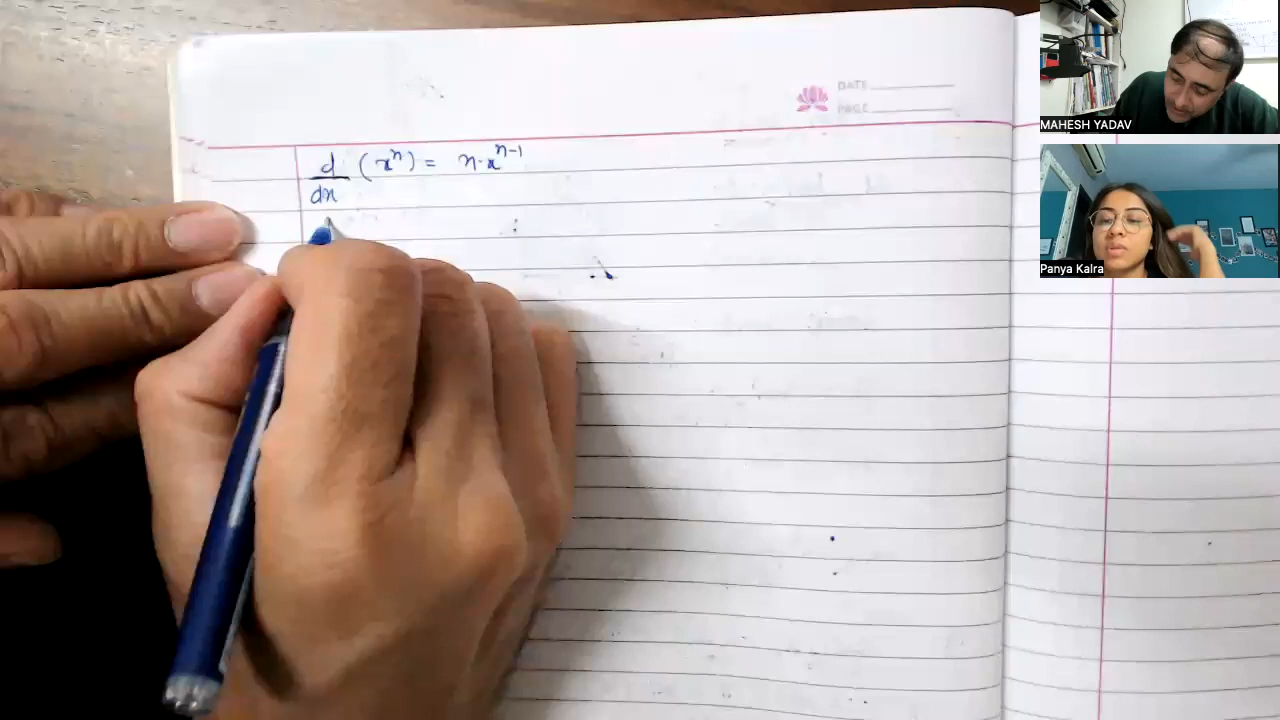 DATE
PAGE
d/dx (x^n) = n·x^(n-1)
MAHESH YADAV
Panya Kalra